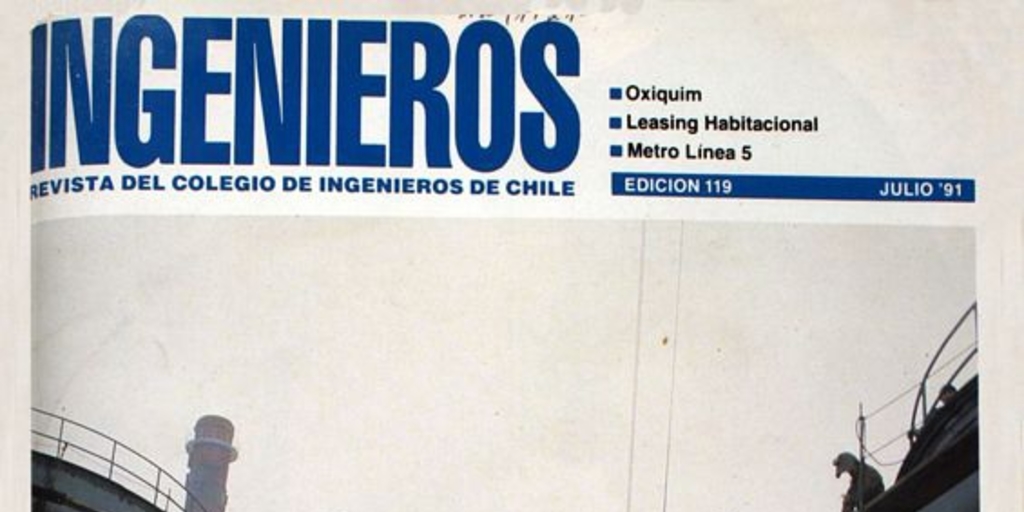 INGENIEROS
REVISTA DEL COLEGIO DE INGENIEROS DE CHILE
Oxiquim
Leasing Habitacional
Metro Línea 5
EDICION 119 JULIO '91